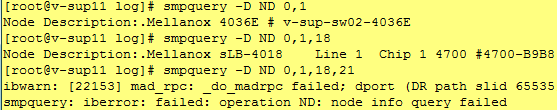 [root@v-sup11 log]# smpquery -D ND 0,1
Node Description:.Mellanox 4036E # v-sup-sw02-4036E
[root@v-sup11 log]# smpquery -D ND 0,1,18
Node Description:.Mellanox sLB-4018    Line 1  Chip 1 4700 #4700-B9B8
[root@v-sup11 log]# smpquery -D ND 0,1,18,21
ibwarn: [22153] mad_rpc: _do_madrpc failed; dport (DR path slid 65535
smpquery: iberror: failed: operation ND: node info query failed